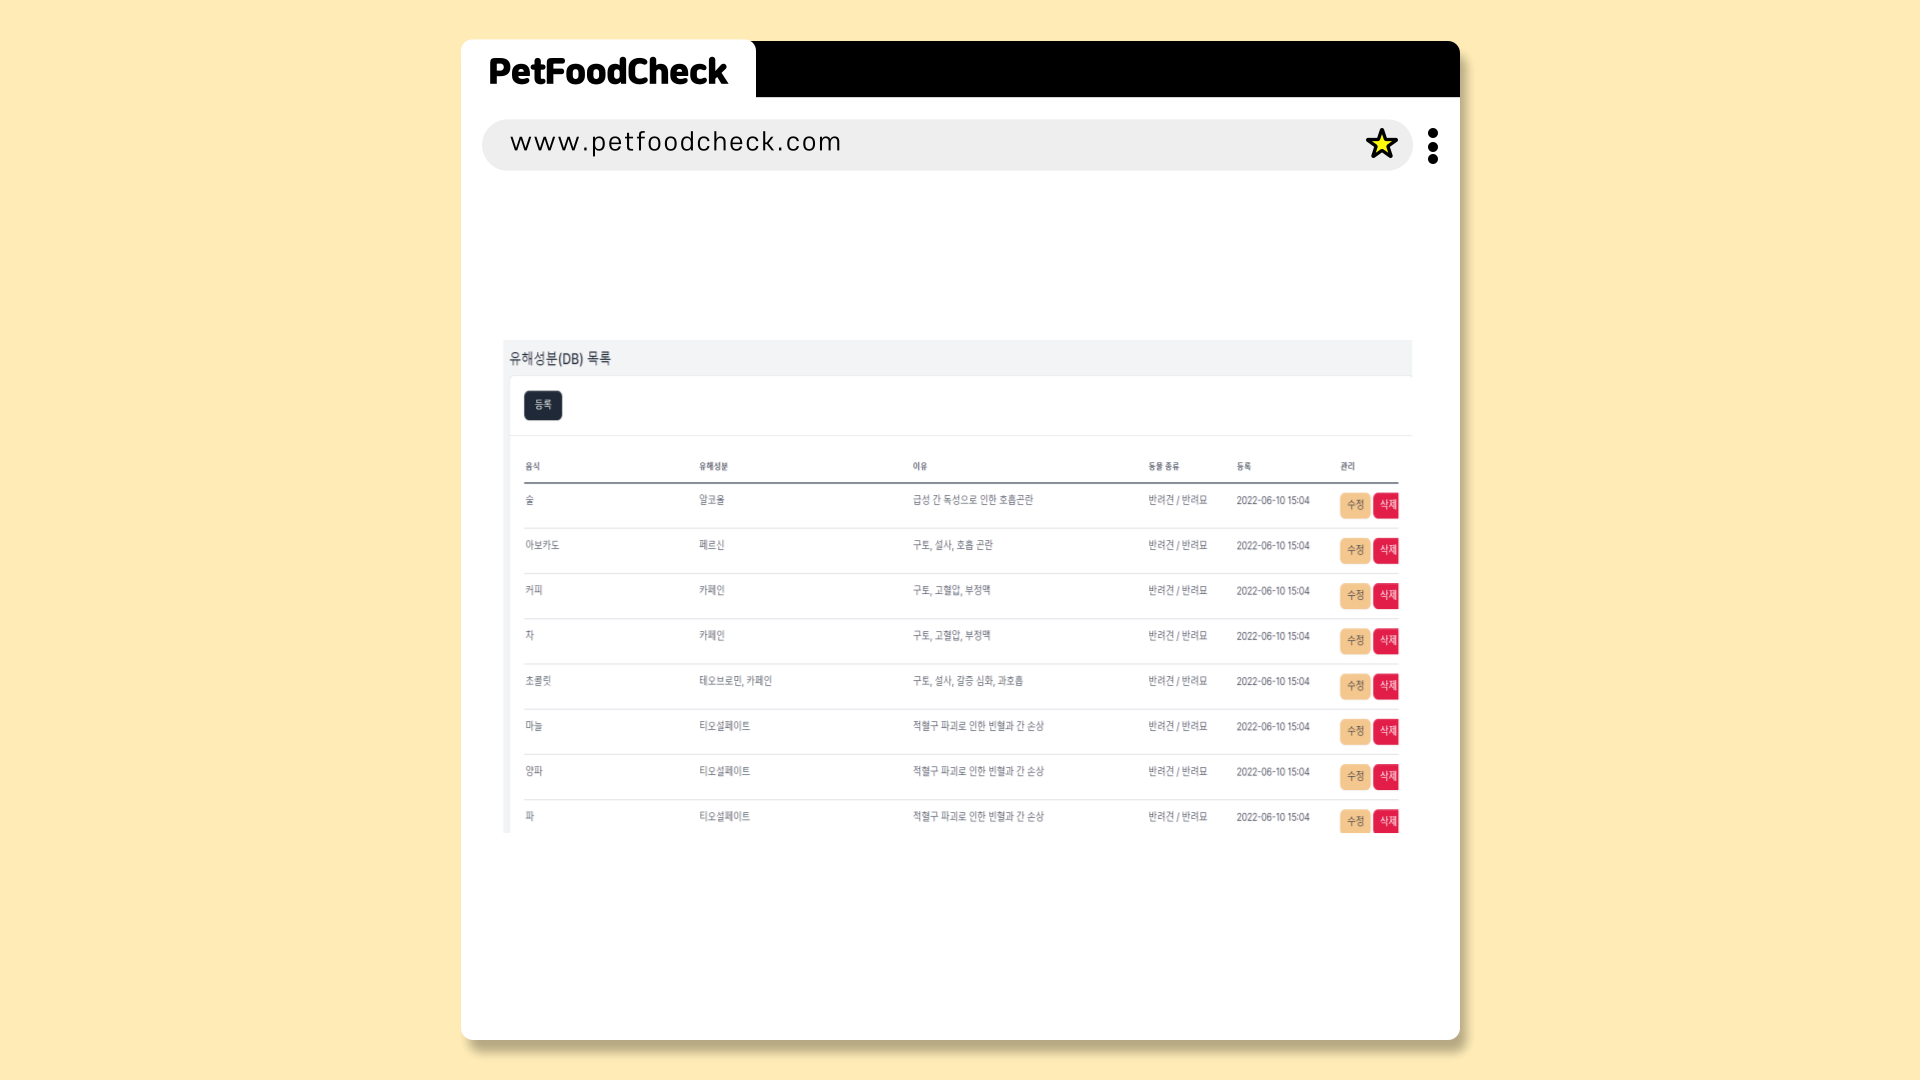 PetFoodCheck
www.petfoodcheck.com
유해성분(DB) 목록
등록
음식 유해성분 이유 동물 종류 등록 관리
술 알코올 급성 간 독성으로 인한 호흡곤란 반려견 / 반려묘 2022-06-10 15:04 수정 삭제
아보카도 페르신 구토, 설사, 호흡 곤란 반려견 / 반려묘 2022-06-10 15:04 수정 삭제
커피 카페인 구토, 고혈압, 부정맥 반려견 / 반려묘 2022-06-10 15:04 수정 삭제
차 카페인 구토, 고혈압, 부정맥 반려견 / 반려묘 2022-06-10 15:04 수정 삭제
초콜릿 테오브로민, 카페인 구토, 설사, 갈증 심화, 과호흡 반려견 / 반려묘 2022-06-10 15:04 수정 삭제
마늘 티오설페이트 적혈구 파괴로 인한 빈혈과 간 손상 반려견 / 반려묘 2022-06-10 15:04 수정 삭제
양파 티오설페이트 적혈구 파괴로 인한 빈혈과 간 손상 반려견 / 반려묘 2022-06-10 15:04 수정 삭제
파 티오설페이트 적혈구 파괴로 인한 빈혈과 간 손상 반려견 / 반려묘 2022-06-10 15:04 수정 삭제